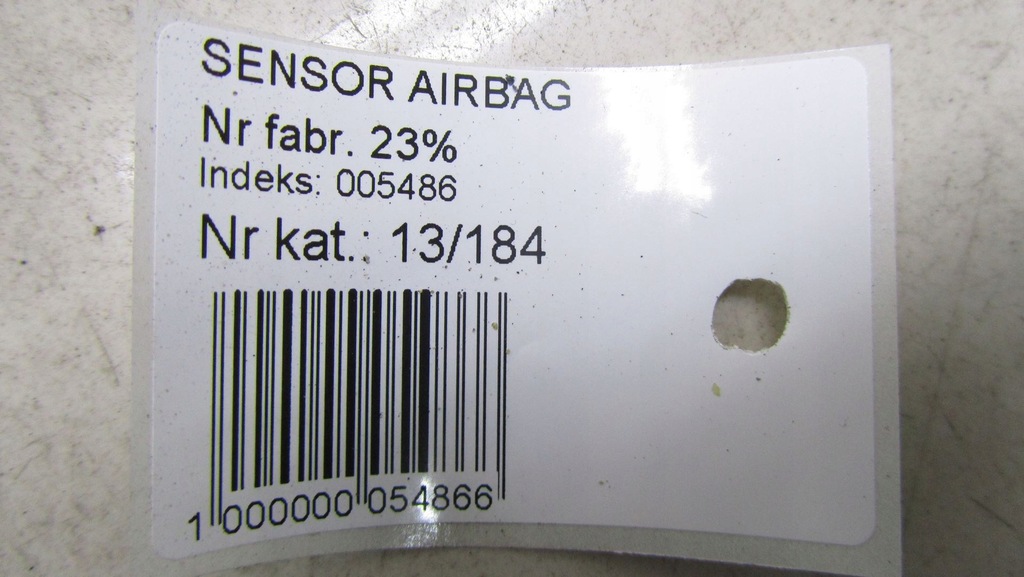 SENSOR AIRBAG
Nr fabr. 23%
Indeks: 005486
Nr kat.: 13/184
1 000000 054866